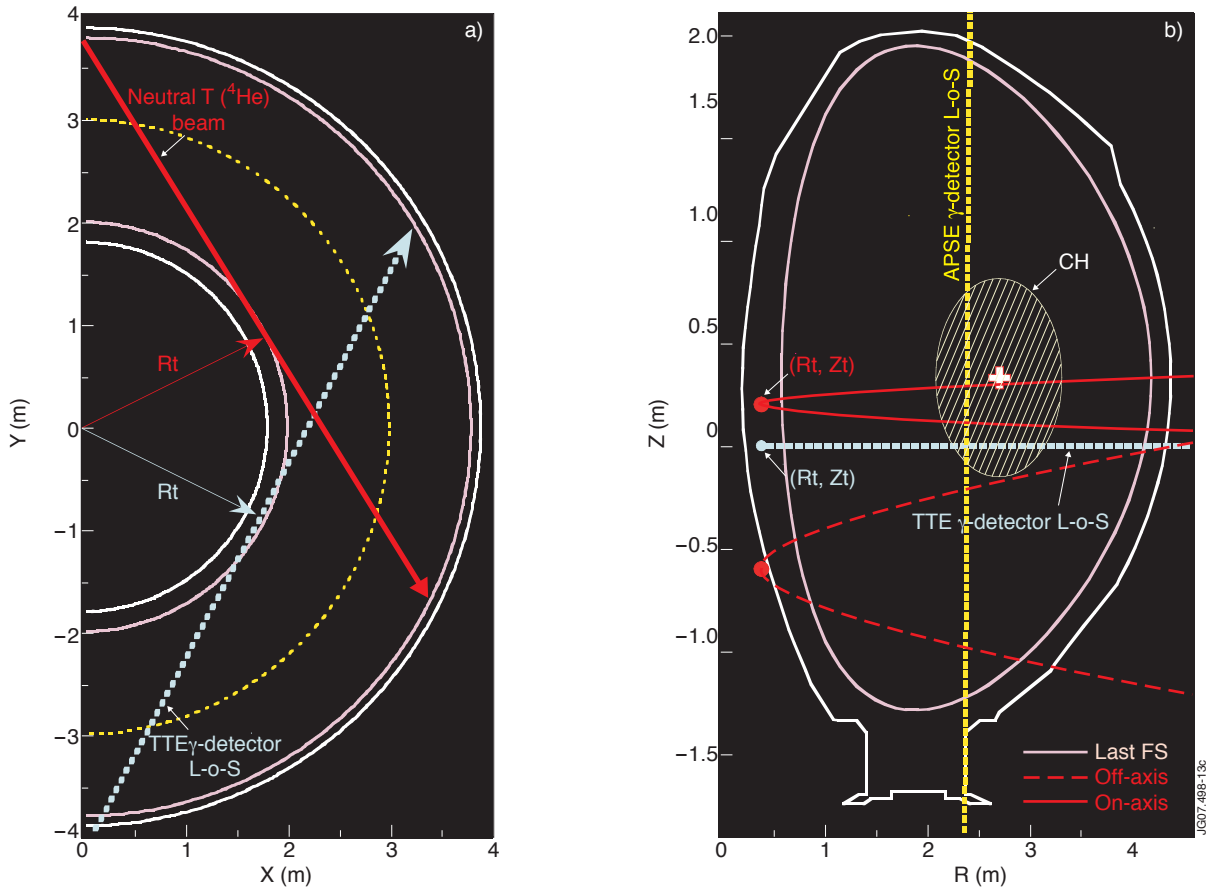 a)
4
3
2
1
0
−1
−2
−3
−4
Y (m)
0
1
2
3
4
X (m)
Neutral T (⁴He)
beam
Rt
Rt
TTEγ-detector
L-o-S
b)
2.0
1.5
1.0
0.5
0
−0.5
−1.0
−1.5
Z (m)
0
1
2
3
4
R (m)
APSE γ-detector L-o-S
CH
(Rt, Zt)
(Rt, Zt)
TTE γ-detector L-o-S
Last FS
Off-axis
On-axis
JG07.498-13c